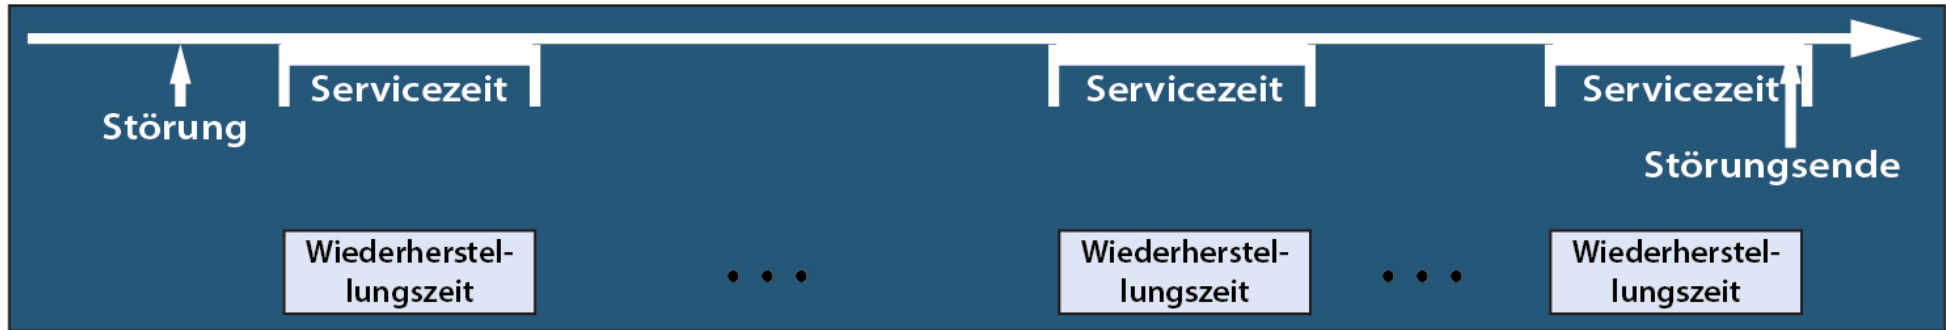 Servicezeit
Servicezeit
Servicezeit
Störung
Störungsende
Wiederherstel-
lungszeit
. . .
Wiederherstel-
lungszeit
. . .
Wiederherstel-
lungszeit